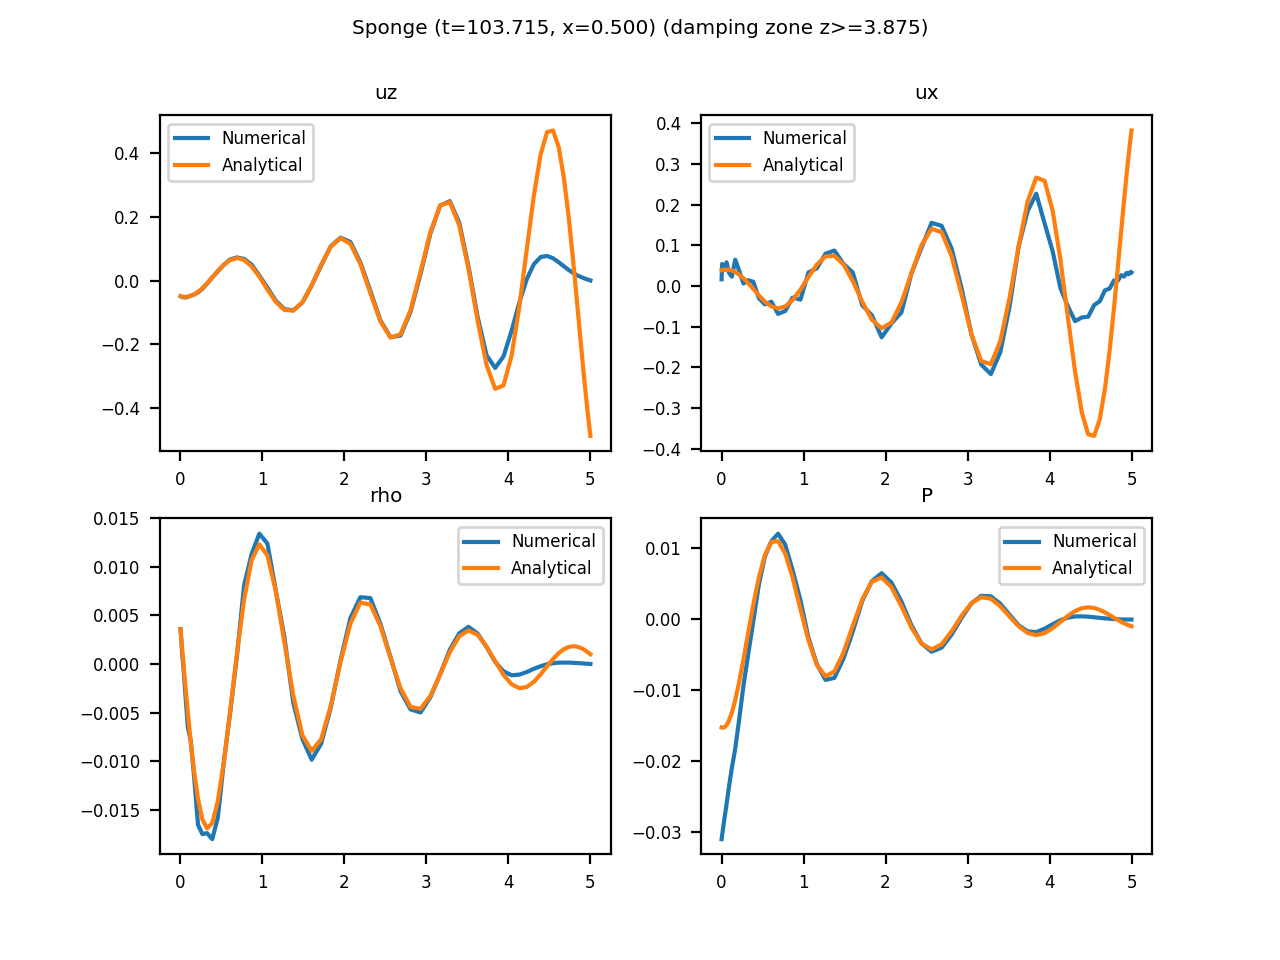 Sponge (t=103.715, x=0.500) (damping zone z>=3.875)
uz
Numerical
Analytical
0.4
0.2
0.0
−0.2
−0.4
0 1 2 3 4 5
ux
Numerical
Analytical
0.4
0.3
0.2
0.1
0.0
−0.1
−0.2
−0.3
−0.4
0 1 2 3 4 5
rho
Numerical
Analytical
0.015
0.010
0.005
0.000
−0.005
−0.010
−0.015
0 1 2 3 4 5
P
Numerical
Analytical
0.01
0.00
−0.01
−0.02
−0.03
0 1 2 3 4 5